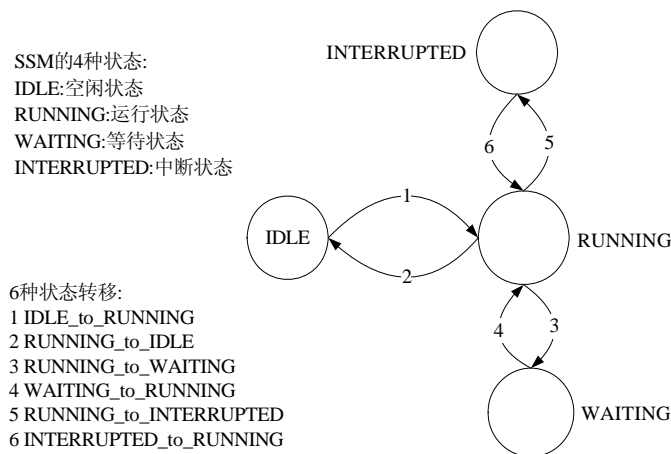 SSM的4种状态:
IDLE:空闲状态
RUNNING:运行状态
WAITING:等待状态
INTERRUPTED:中断状态
INTERRUPTED
6
5
1
IDLE
RUNNING
2
4
3
WAITING
6种状态转移:
1 IDLE_to_RUNNING
2 RUNNING_to_IDLE
3 RUNNING_to_WAITING
4 WAITING_to_RUNNING
5 RUNNING_to_INTERRUPTED
6 INTERRUPTED_to_RUNNING